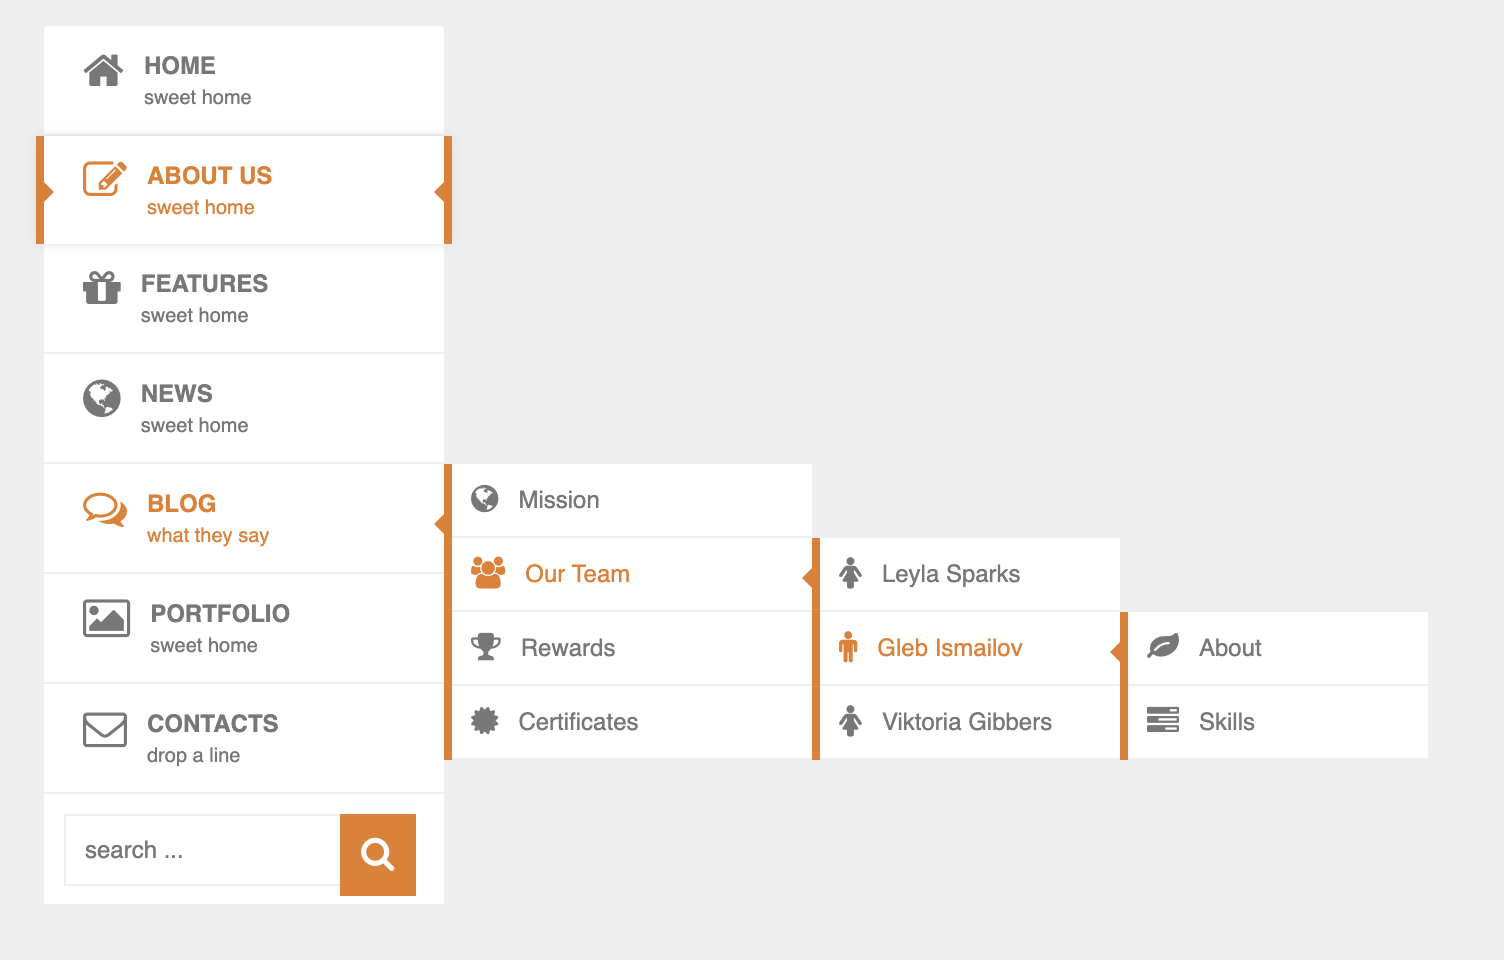 HOME
sweet home
ABOUT US
sweet home
FEATURES
sweet home
NEWS
sweet home
BLOG
what they say
PORTFOLIO
sweet home
CONTACTS
drop a line
search ...
Mission
Our Team
Rewards
Certificates
Leyla Sparks
Gleb Ismailov
Viktoria Gibbers
About
Skills